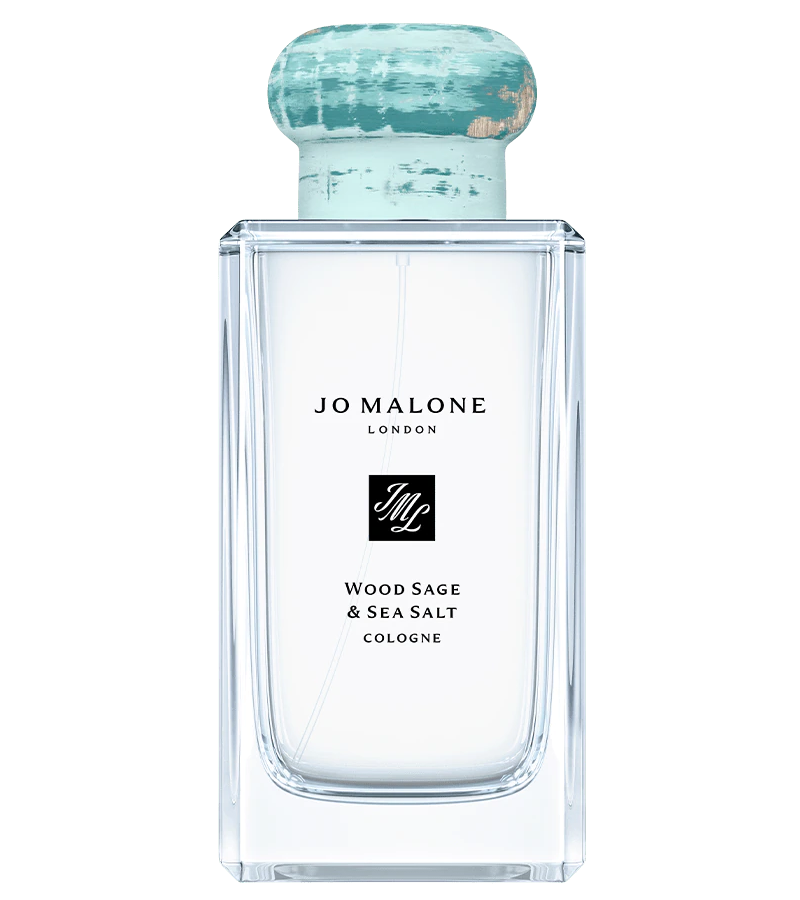 JO MALONE
LONDON
JML
WOOD SAGE
& SEA SALT
COLOGNE